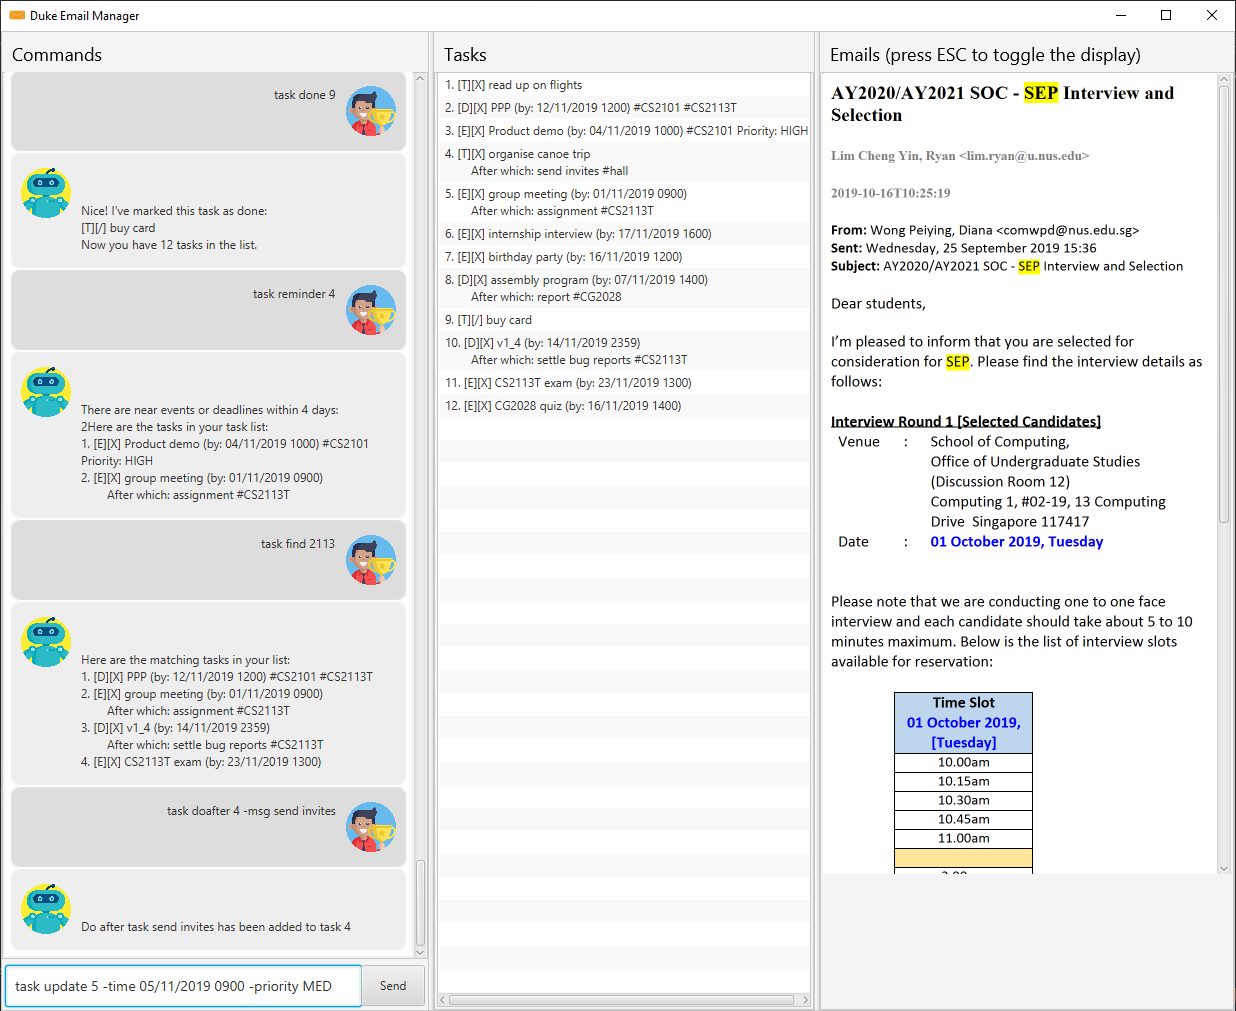 Duke Email Manager
Commands
task done 9
Nice! I've marked this task as done:
[T][/] buy card
Now you have 12 tasks in the list.
task reminder 4
There are near events or deadlines within 4 days:
2Here are the tasks in your task list:
1. [E][X] Product demo (by: 04/11/2019 1000) #CS2101
Priority: HIGH
2. [E][X] group meeting (by: 01/11/2019 0900)
After which: assignment #CS2113T
task find 2113
Here are the matching tasks in your list:
1. [D][X] PPP (by: 12/11/2019 1200) #CS2101 #CS2113T
2. [E][X] group meeting (by: 01/11/2019 0900)
After which: assignment #CS2113T
3. [D][X] v1_4 (by: 14/11/2019 2359)
After which: settle bug reports #CS2113T
4. [E][X] CS2113T exam (by: 23/11/2019 1300)
task doafter 4 -msg send invites
Do after task send invites has been added to task 4
task update 5 -time 05/11/2019 0900 -priority MED
Send
Tasks
1. [T][X] read up on flights
2. [D][X] PPP (by: 12/11/2019 1200) #CS2101 #CS2113T
3. [E][X] Product demo (by: 04/11/2019 1000) #CS2101 Priority: HIGH
4. [T][X] organise canoe trip
After which: send invites #hall
5. [E][X] group meeting (by: 01/11/2019 0900)
After which: assignment #CS2113T
6. [E][X] internship interview (by: 17/11/2019 1600)
7. [E][X] birthday party (by: 16/11/2019 1200)
8. [D][X] assembly program (by: 07/11/2019 1400)
After which: report #CG2028
9. [T][/] buy card
10. [D][X] v1_4 (by: 14/11/2019 2359)
After which: settle bug reports #CS2113T
11. [E][X] CS2113T exam (by: 23/11/2019 1300)
12. [E][X] CG2028 quiz (by: 16/11/2019 1400)
Emails (press ESC to toggle the display)
AY2020/AY2021 SOC - SEP Interview and
Selection
Lim Cheng Yin, Ryan <lim.ryan@u.nus.edu>
2019-10-16T10:25:19
From: Wong Peiying, Diana <comwpd@nus.edu.sg>
Sent: Wednesday, 25 September 2019 15:36
Subject: AY2020/AY2021 SOC - SEP Interview and Selection
Dear students,
I'm pleased to inform that you are selected for
consideration for SEP. Please find the interview details as
follows:
Interview Round 1 [Selected Candidates]
Venue : School of Computing,
Office of Undergraduate Studies
(Discussion Room 12)
Computing 1, #02-19, 13 Computing
Drive Singapore 117417
Date : 01 October 2019, Tuesday
Please note that we are conducting one to one face
interview and each candidate should take about 5 to 10
minutes maximum. Below is the list of interview slots
available for reservation:
Time Slot
01 October 2019,
[Tuesday]
10.00am
10.15am
10.30am
10.45am
11.00am